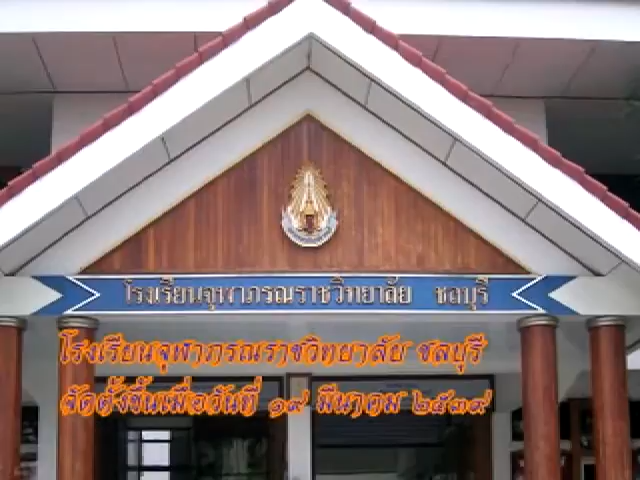 โรงเรียนจุฬาภรณราชวิทยาลัย ชลบุรี
โรงเรียนจุฬาภรณราชวิทยาลัย ชลบุรี
จัดตั้งขึ้นเมื่อวันที่ ๑๙ มีนาคม ๒๕๓๙